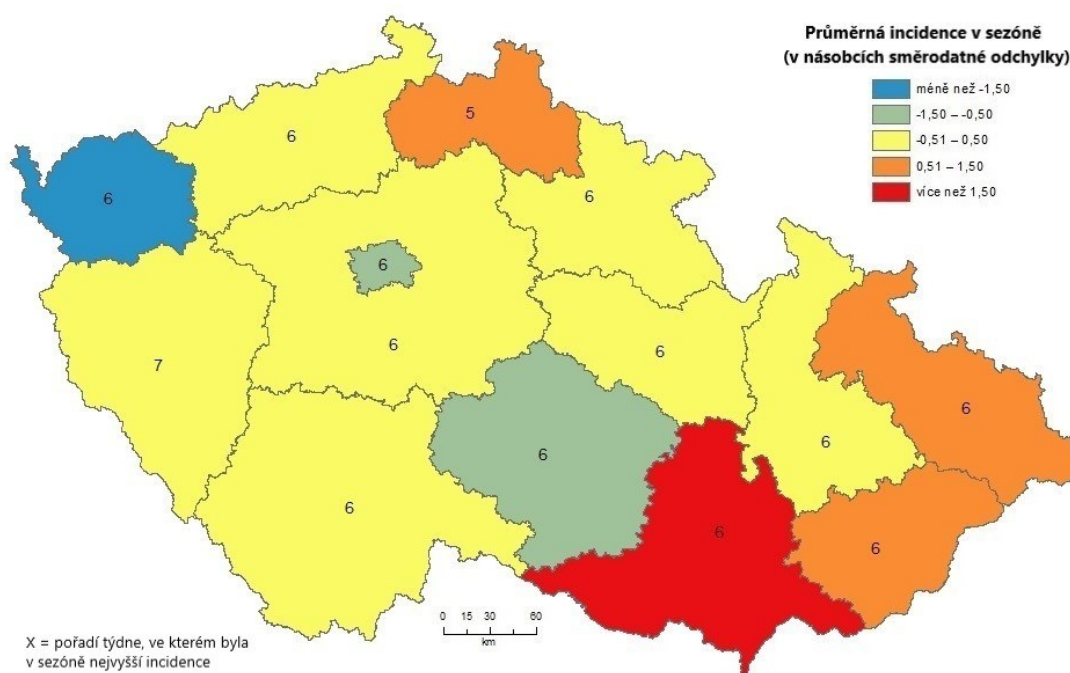 Průměrná incidence v sezóně
(v násobcích směrodatné odchylky)
méně než -1,50
-1,50 – -0,50
-0,51 – 0,50
0,51 – 1,50
více než 1,50
5
6
6
6
6
6
7
6
6
6
6
6
6
6
0 15 30 60
km
X = pořadí týdne, ve kterém byla
v sezóně nejvyšší incidence